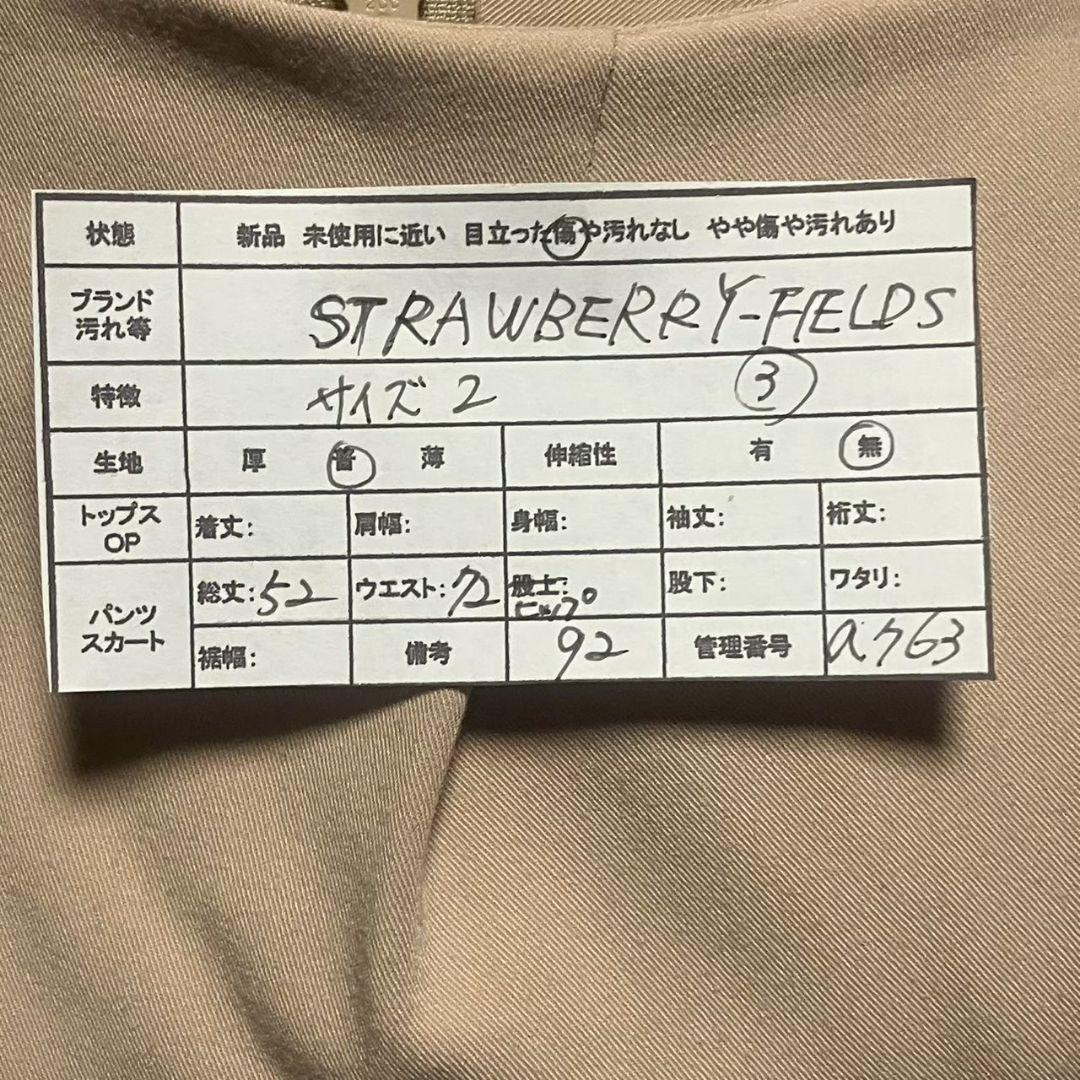 状態 新品 未使用に近い 目立った傷や汚れなし やや傷や汚れあり
ブランド
汚れ等 STRAWBERRY-FIELDS
特徴 サイズ 2 3
生地 厚 普 薄 伸縮性 有 無
トップス
OP 着丈: 肩幅: 身幅: 袖丈: 裄丈:
パンツ
スカート 総丈:52 ウエスト:72 股上: ヒップ 股下: ワタリ:
裾幅: 備考 92 管理番号 a763